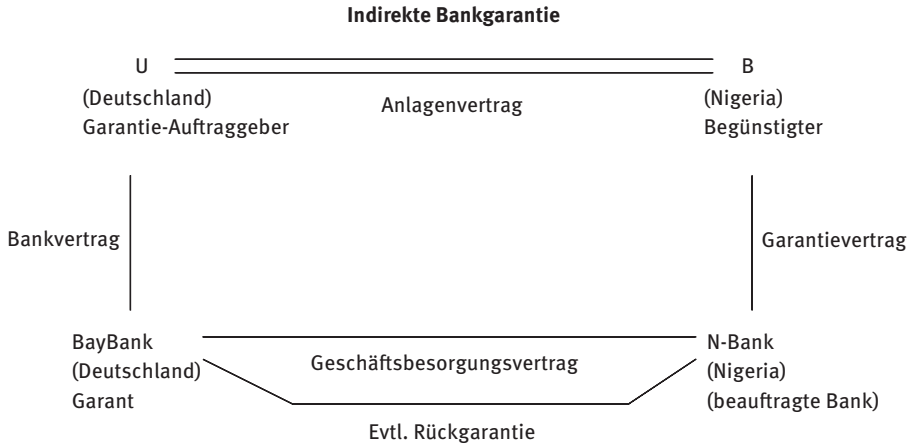 Indirekte Bankgarantie
U
B
(Deutschland)
Garantie-Auftraggeber
Anlagenvertrag
(Nigeria)
Begünstigter
Bankvertrag
Garantievertrag
BayBank
(Deutschland)
Garant
Geschäftsbesorgungsvertrag
N-Bank
(Nigeria)
(beauftragte Bank)
Evtl. Rückgarantie